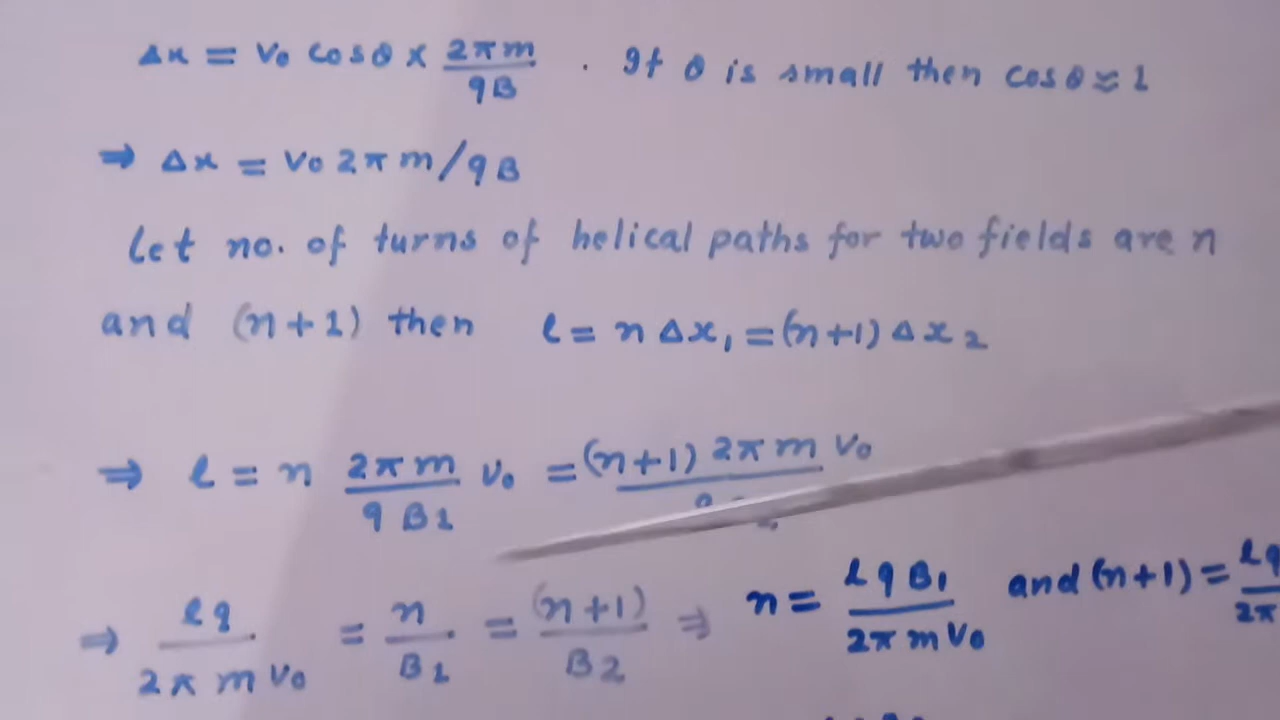 Δx = v₀ cosθ × 2πm/qB . If θ is small then cosθ ≈ 1
⇒ Δx = v₀ 2πm/qB
Let no. of turns of helical paths for two fields are n
and (n+1) then l = n Δx₁ = (n+1) Δx₂
⇒ l = n 2πm/qB₁ v₀ = (n+1) 2πm v₀
⇒ lq/2πmv₀ = n/B₁ = (n+1)/B₂ ⇒ n = lqB₁/2πmv₀ and (n+1) = lq/2π